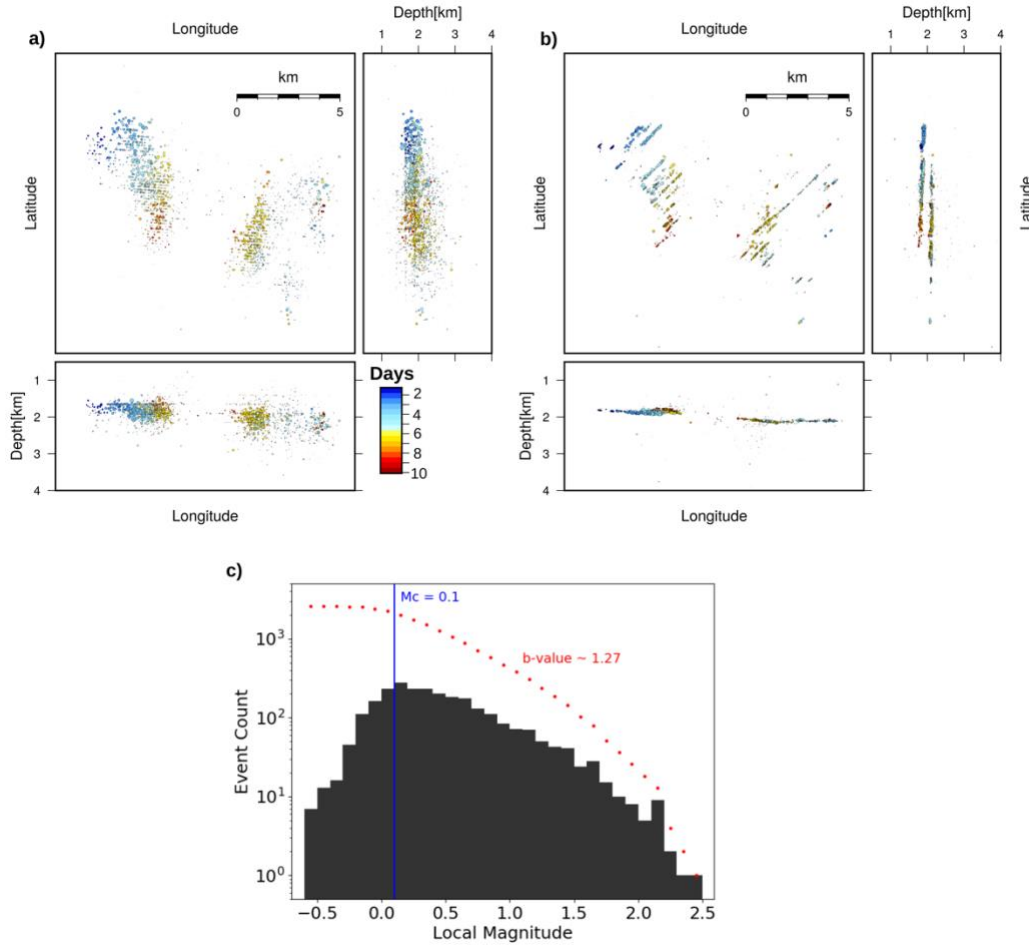 Longitude
Depth[km]
1 2 3 4
a)
km
0 5
Latitude
Depth[km]
1
2
3
4
Longitude
Days
2
4
6
8
10
Longitude
Depth[km]
1 2 3 4
b)
km
0 5
Latitude
Latitude
Depth[km]
1
2
3
4
Longitude
c)
Mc = 0.1
b-value ~ 1.27
Event Count
10³
10²
10¹
10⁰
−0.5 0.0 0.5 1.0 1.5 2.0 2.5
Local Magnitude